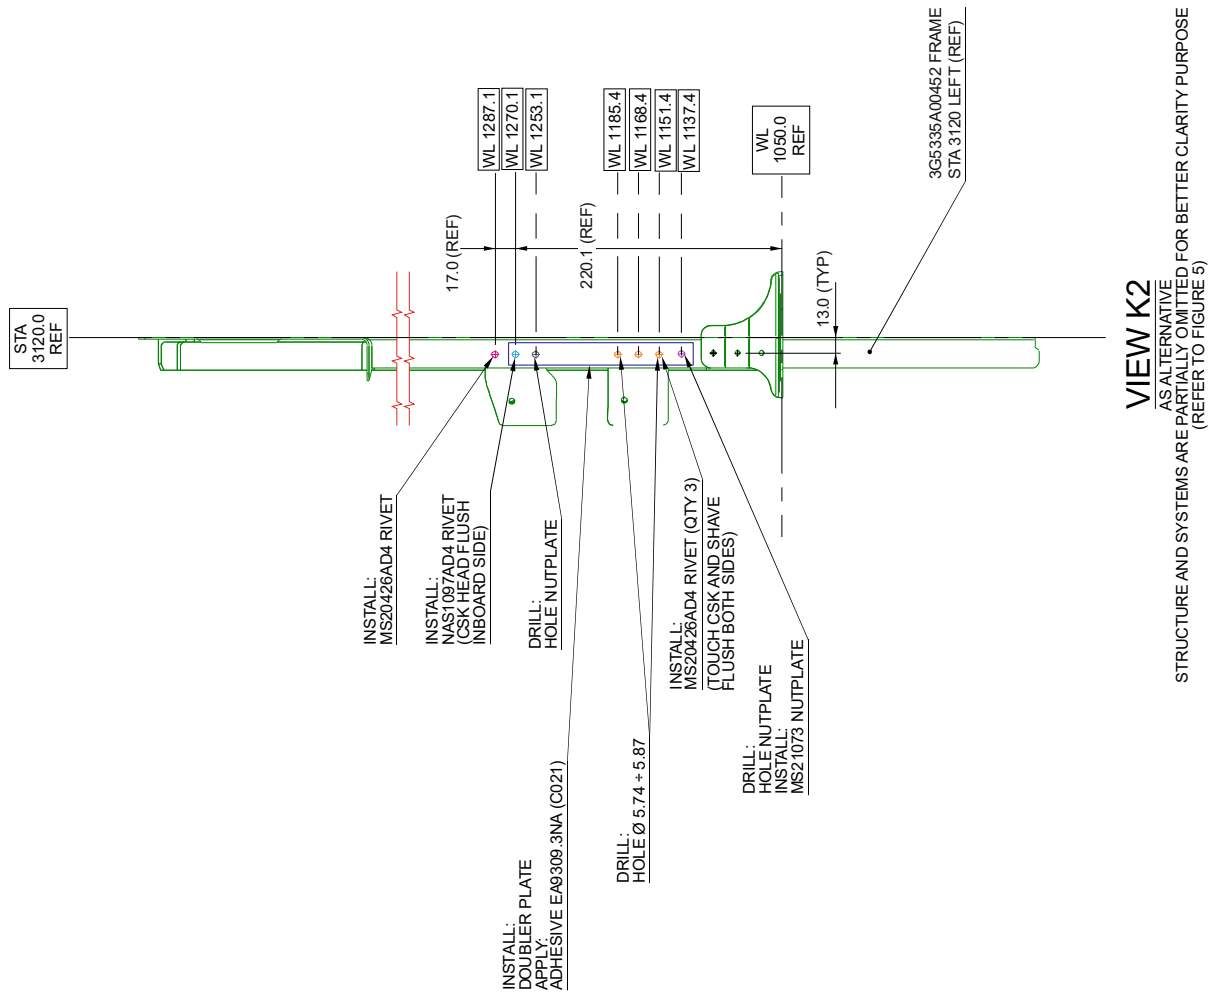 STA
3120.0
REF
WL 1287.1
WL 1270.1
WL 1253.1
WL 1185.4
WL 1168.4
WL 1151.4
WL 1137.4
WL
1050.0
REF
17.0 (REF)
220.1 (REF)
13.0 (TYP)
3G5335A00452 FRAME
STA 3120 LEFT (REF)
INSTALL:
MS20426AD4 RIVET
INSTALL:
NAS1097AD4 RIVET
(CSK HEAD FLUSH
INBOARD SIDE)
DRILL:
HOLE NUTPLATE
INSTALL:
MS20426AD4 RIVET (QTY 3)
(TOUCH CSK AND SHAVE
FLUSH BOTH SIDES)
DRILL:
HOLE NUTPLATE
INSTALL:
MS21073 NUTPLATE
DRILL:
HOLE Ø 5.74 ÷ 5.87
INSTALL:
DOUBLER PLATE
APPLY:
ADHESIVE EA9309.3NA (C021)
VIEW K2
AS ALTERNATIVE
STRUCTURE AND SYSTEMS ARE PARTIALLY OMITTED FOR BETTER CLARITY PURPOSE
(REFER TO FIGURE 5)